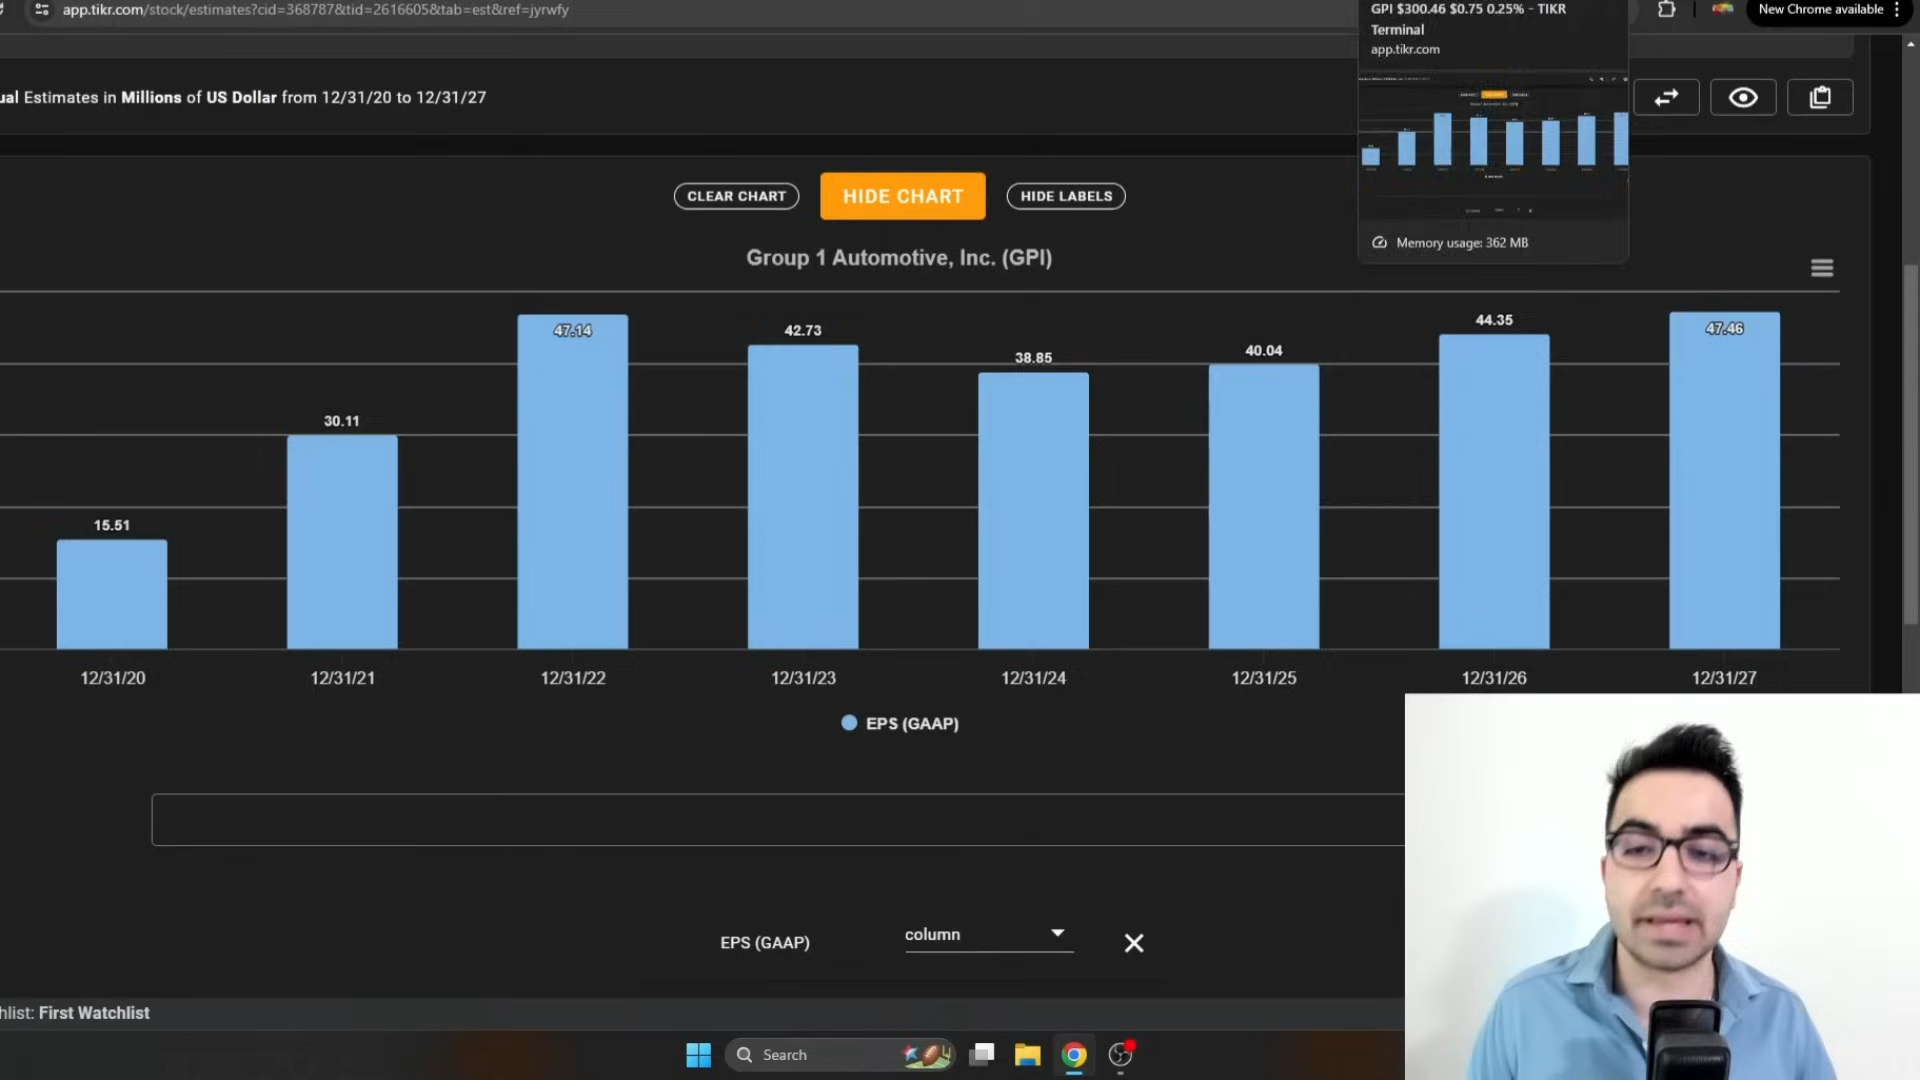 app.tikr.com/stock/estimates?cid=368787&tid=2616605&tab=est&ref=jyrwfy
GPI $300.46 $0.75 0.25% - TIKR
Terminal
app.tikr.com
New Chrome available
ual Estimates in Millions of US Dollar from 12/31/20 to 12/31/27
CLEAR CHART
HIDE CHART
HIDE LABELS
Memory usage: 362 MB
Group 1 Automotive, Inc. (GPI)
15.51
30.11
47.14
42.73
38.85
40.04
44.35
47.46
12/31/20
12/31/21
12/31/22
12/31/23
12/31/24
12/31/25
12/31/26
12/31/27
EPS (GAAP)
EPS (GAAP)
column
hlist: First Watchlist
Search